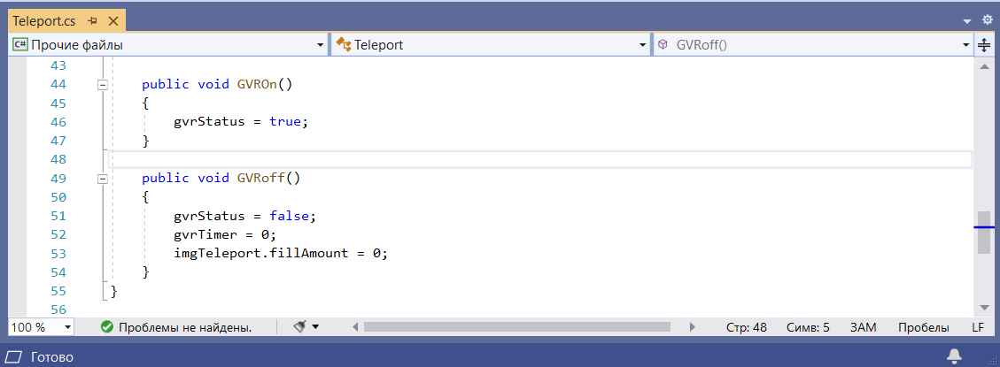 Teleport.cs
C# Прочие файлы Teleport GVRoff()
43
44 public void GVROn()
45 {
46 gvrStatus = true;
47 }
48
49 public void GVRoff()
50 {
51 gvrStatus = false;
52 gvrTimer = 0;
53 imgTeleport.fillAmount = 0;
54 }
55 }
56
100 % Проблемы не найдены. Стр: 48 Симв: 5 ЗАМ Пробелы LF
Готово